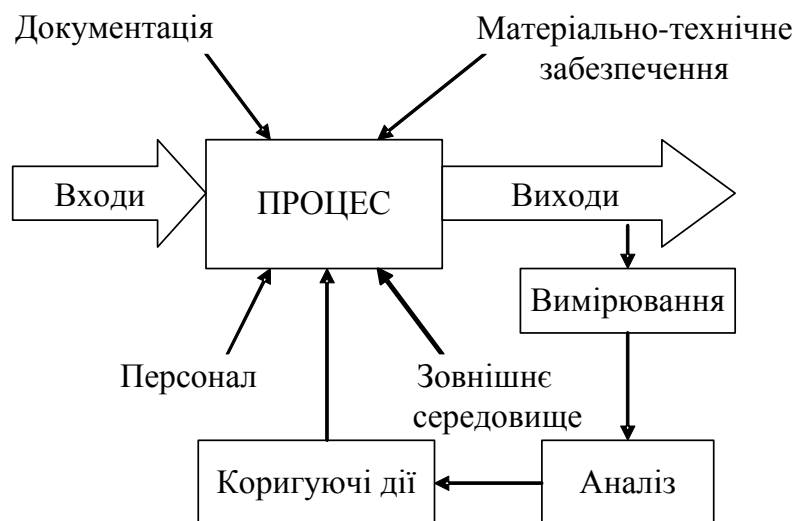 Документація
Матеріально-технічне
забезпечення
Входи
ПРОЦЕС
Виходи
Вимірювання
Персонал
Зовнішнє
середовище
Коригуючі дії
Аналіз